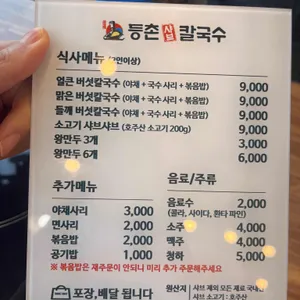 등촌 샤브 칼국수
식사메뉴 (2인이상)
얼큰 버섯칼국수 (야채 + 국수사리 + 볶음밥) 9,000
맑은 버섯칼국수 (야채 + 국수사리 + 볶음밥) 9,000
들깨 버섯칼국수 (야채 + 국수사리 + 볶음밥) 9,000
소고기 샤브샤브 (호주산 소고기 200g) 9,000
왕만두 3개 3,000
왕만두 6개 6,000
추가메뉴
야채사리 3,000
면사리 2,000
볶음밥 2,000
공기밥 1,000
음료/주류
음료수 2,000
(콜라, 사이다, 환타 파인)
소주 4,000
맥주 4,000
청하 5,000
※ 볶음밥은 재주문이 안되니 미리 추가 주문해주세요
포장, 배달 됩니다
원산지
샤브 제외 모든 재료 국내산
샤브 소고기 : 호주산